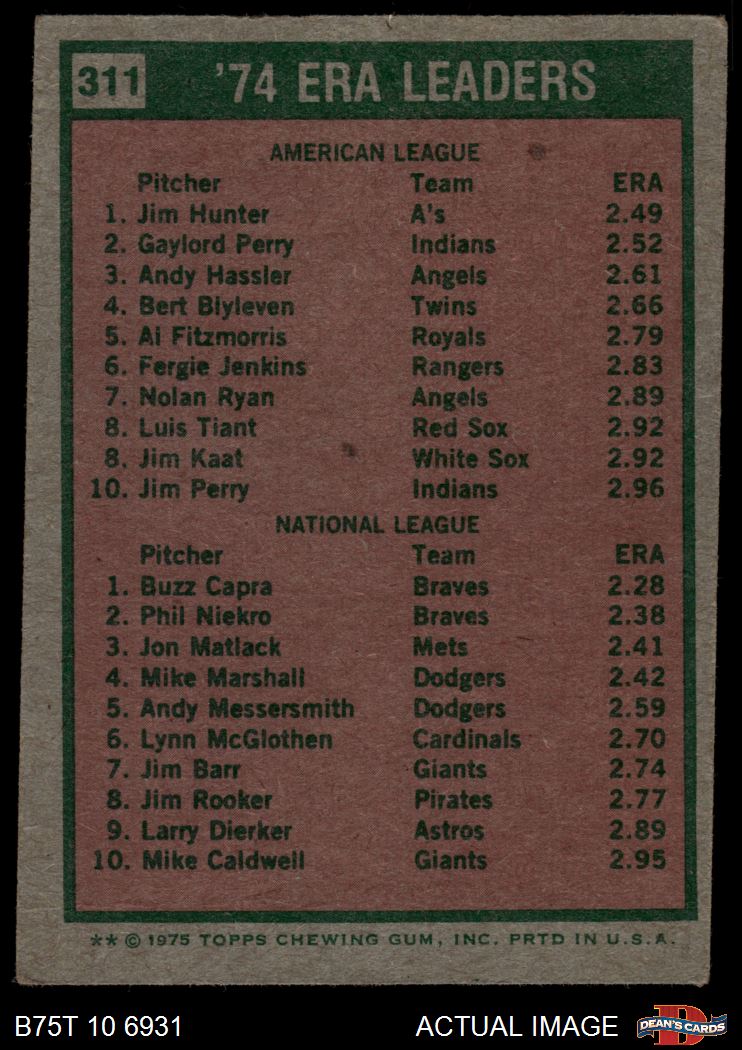 311 '74 ERA LEADERS
AMERICAN LEAGUE
Pitcher Team ERA
1. Jim Hunter A's 2.49
2. Gaylord Perry Indians 2.52
3. Andy Hassler Angels 2.61
4. Bert Blyleven Twins 2.66
5. Al Fitzmorris Royals 2.79
6. Fergie Jenkins Rangers 2.83
7. Nolan Ryan Angels 2.89
8. Luis Tiant Red Sox 2.92
8. Jim Kaat White Sox 2.92
10. Jim Perry Indians 2.96
NATIONAL LEAGUE
Pitcher Team ERA
1. Buzz Capra Braves 2.28
2. Phil Niekro Braves 2.38
3. Jon Matlack Mets 2.41
4. Mike Marshall Dodgers 2.42
5. Andy Messersmith Dodgers 2.59
6. Lynn McGlothen Cardinals 2.70
7. Jim Barr Giants 2.74
8. Jim Rooker Pirates 2.77
9. Larry Dierker Astros 2.89
10. Mike Caldwell Giants 2.95
** © 1975 TOPPS CHEWING GUM, INC. PRTD IN U.S.A.
B75T 10 6931 ACTUAL IMAGE D DEAN'S CARDS